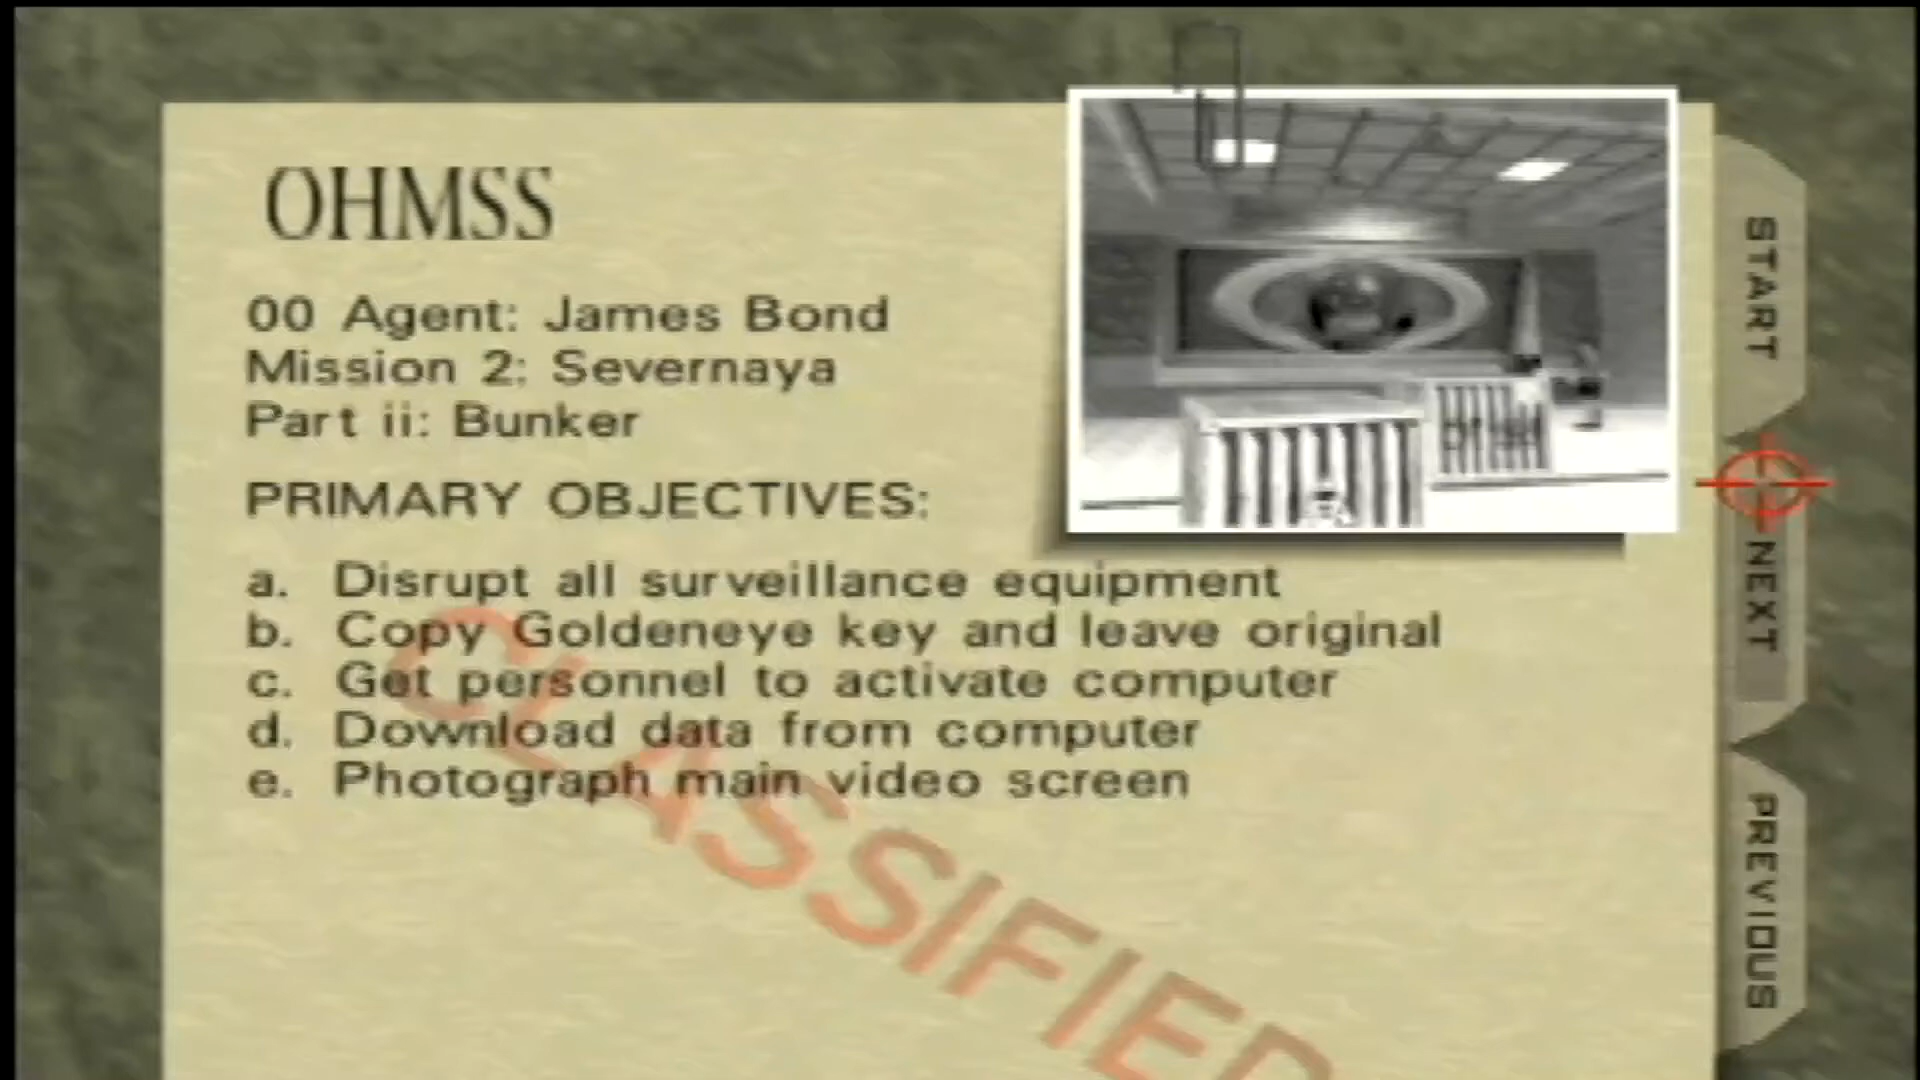 OHMSS
00 Agent: James Bond
Mission 2: Severnaya
Part ii: Bunker
PRIMARY OBJECTIVES:
a. Disrupt all surveillance equipment
b. Copy Goldeneye key and leave original
c. Get personnel to activate computer
d. Download data from computer
e. Photograph main video screen
CLASSIFIED
START
NEXT
PREVIOUS